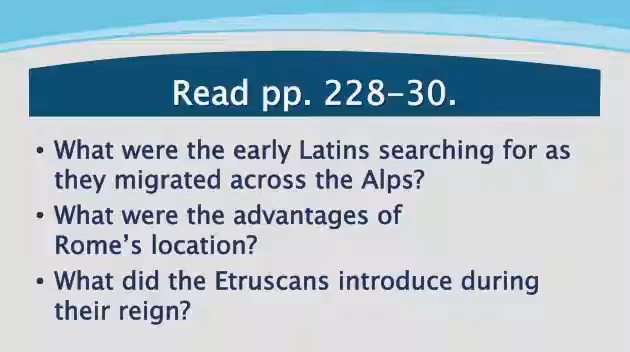 Read pp. 228–30.
• What were the early Latins searching for as
they migrated across the Alps?
• What were the advantages of
Rome's location?
• What did the Etruscans introduce during
their reign?